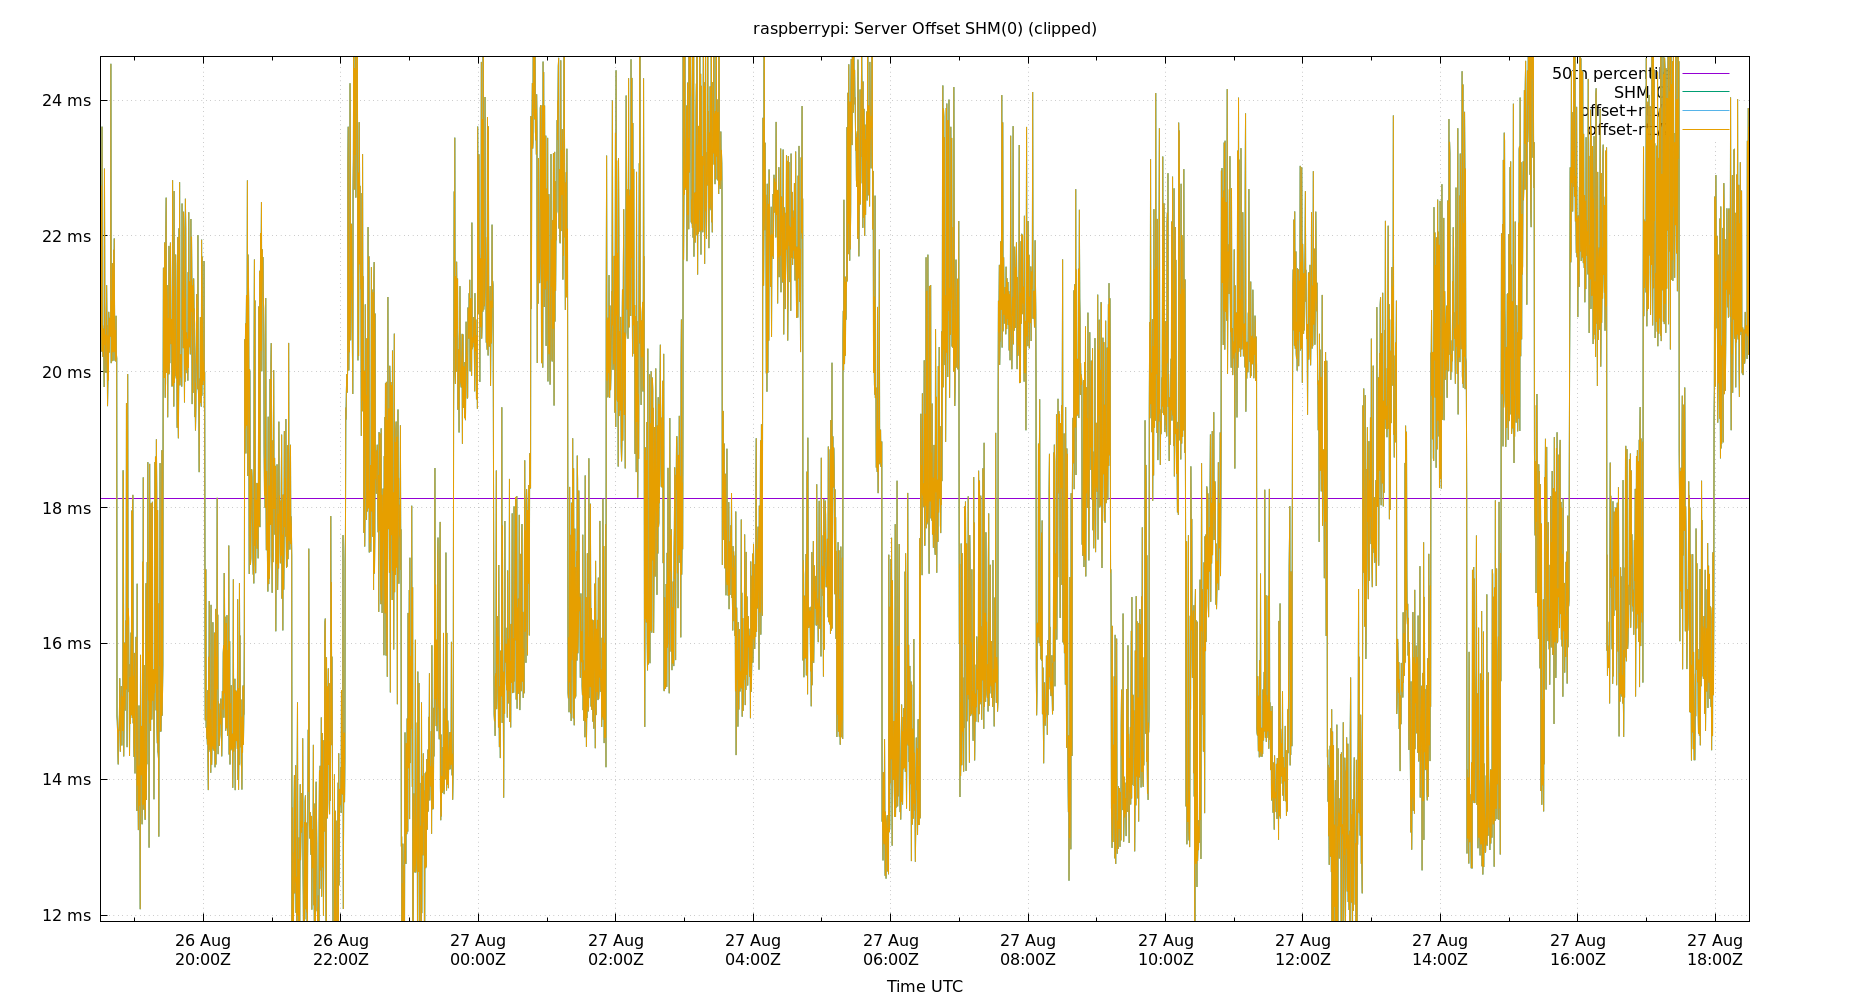 raspberrypi: Server Offset SHM(0) (clipped)
24 ms
22 ms
20 ms
18 ms
16 ms
14 ms
12 ms
50th
SHM
26 Aug 26 Aug 27 Aug 27 Aug 27 Aug 27 Aug 27 Aug 27 Aug 27 Aug 27 Aug 27 Aug 27 Aug
20:00Z 22:00Z 00:00Z 02:00Z 04:00Z 06:00Z 08:00Z 10:00Z 12:00Z 14:00Z 16:00Z 18:00Z
Time UTC